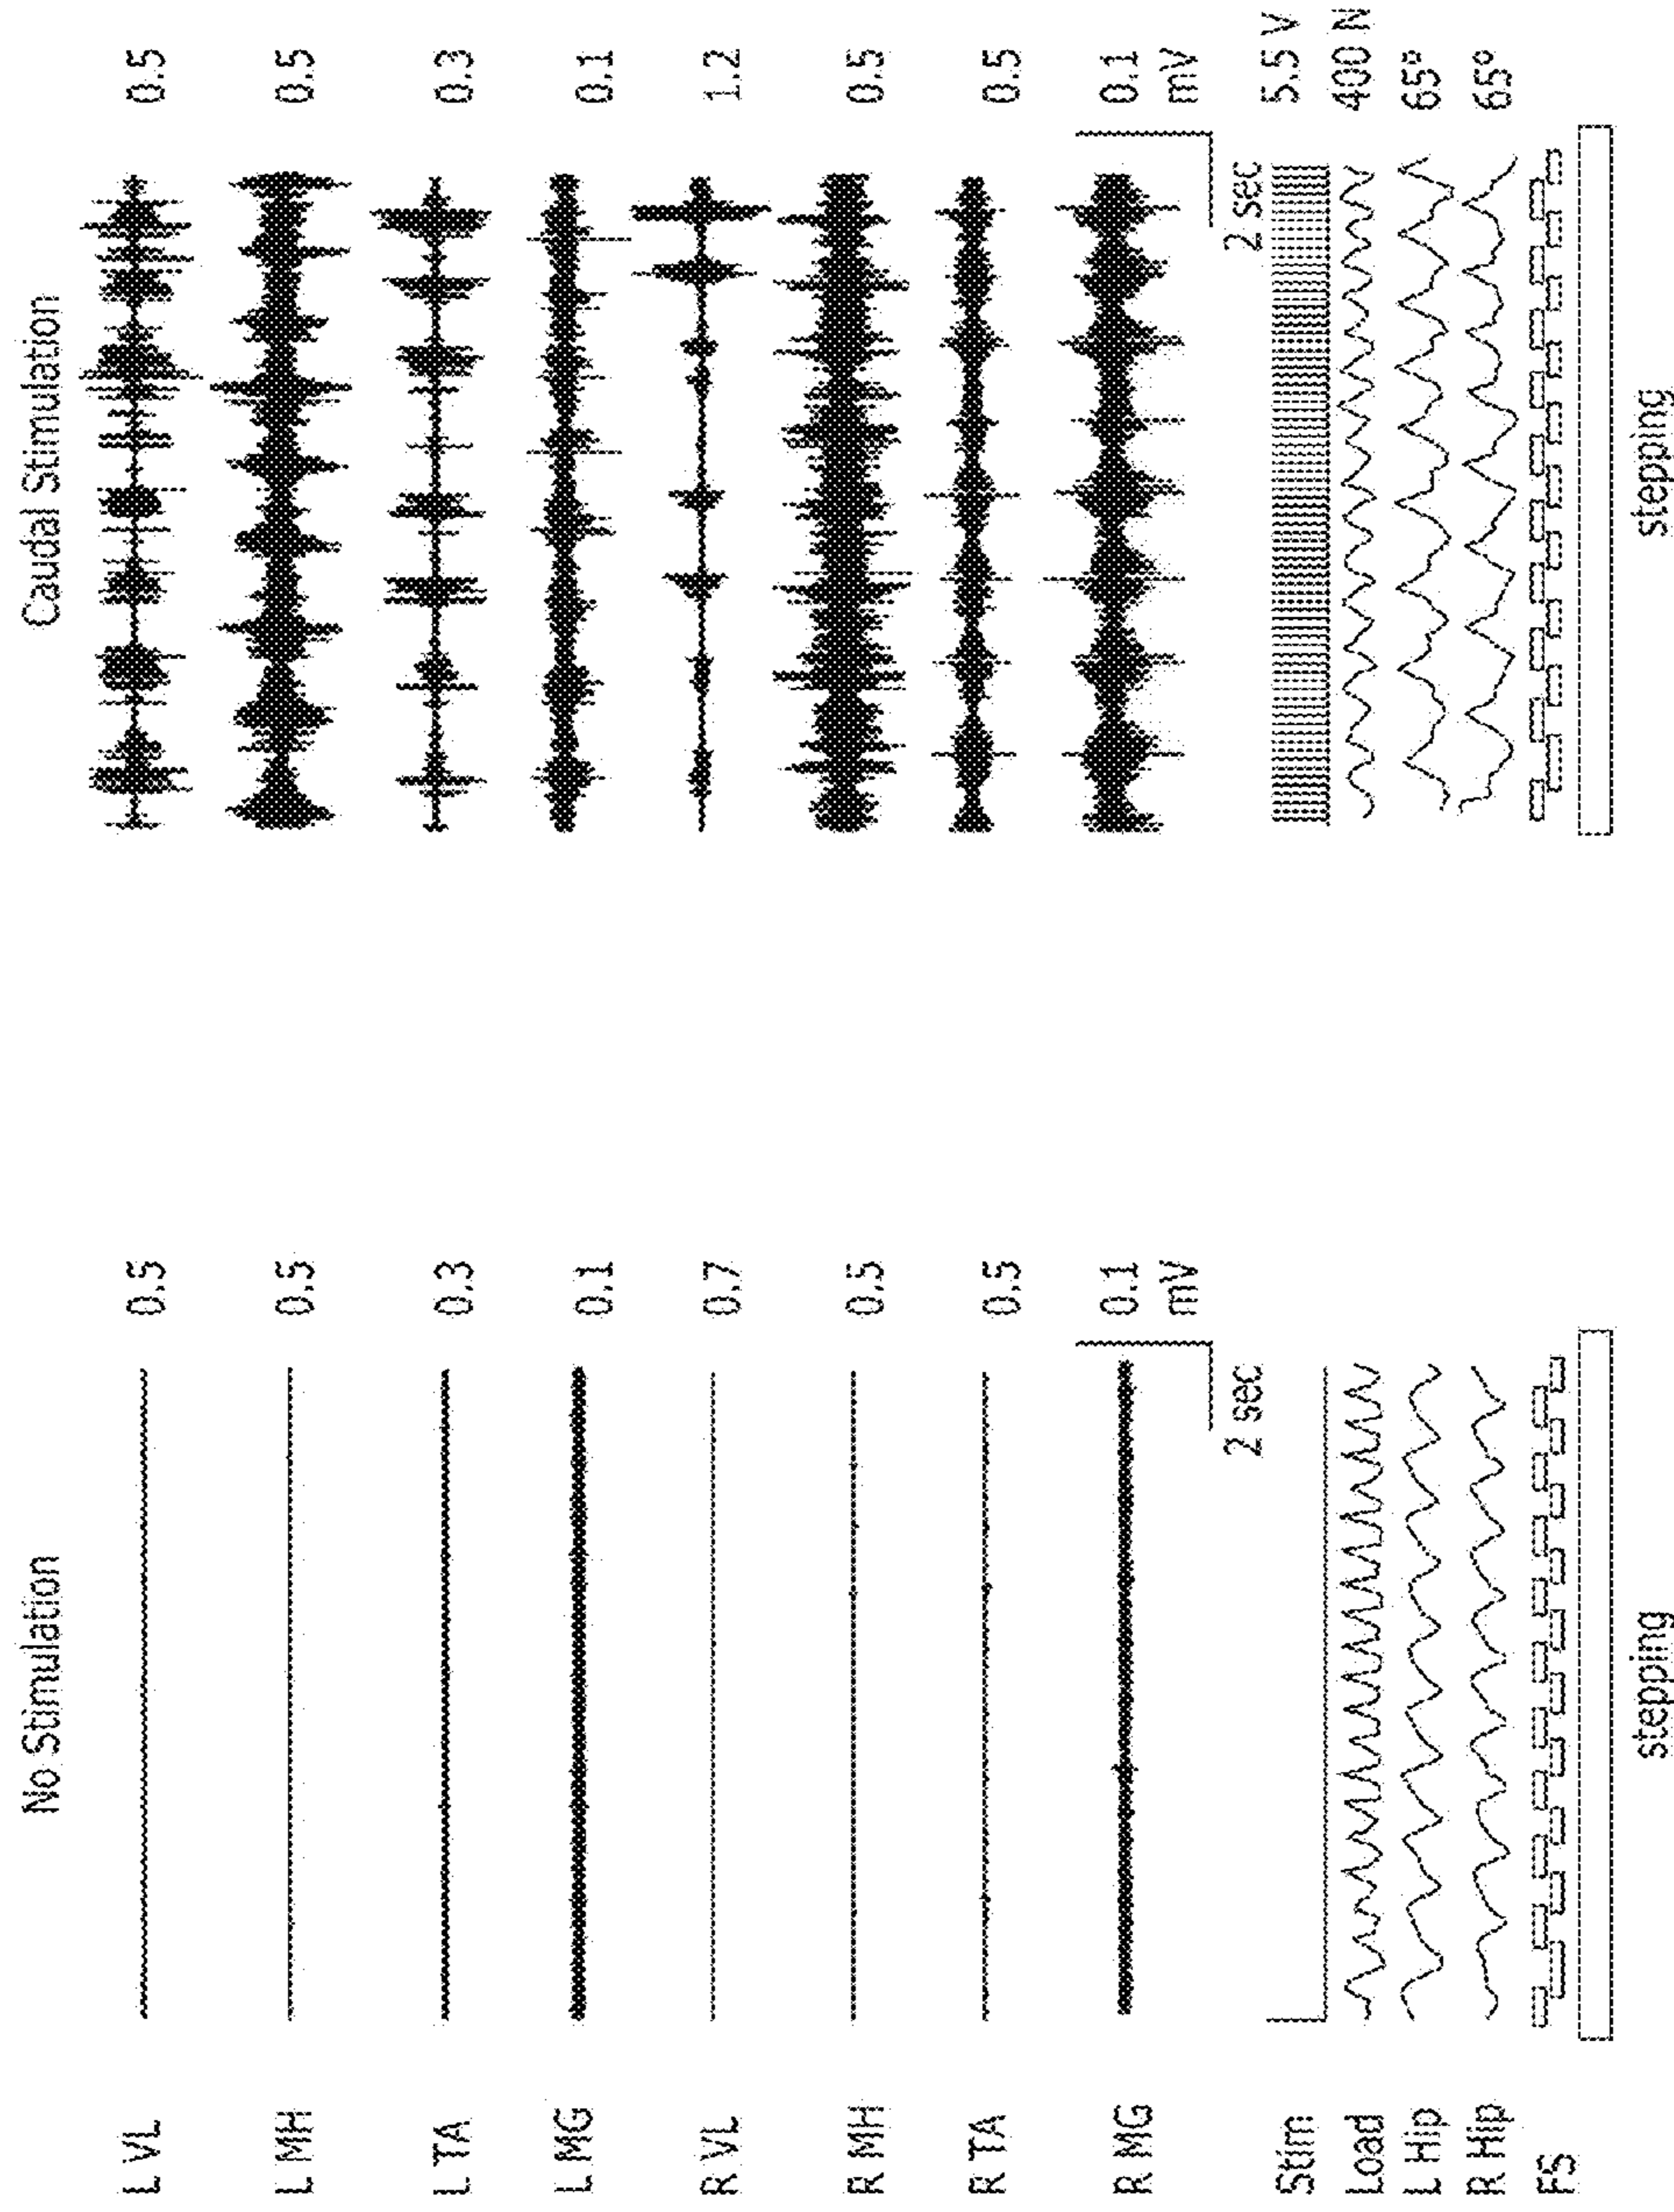 No Stimulation Caudal Stimulation
L VL 0.5 0.5
L MH 0.5 0.5
L TA 0.3 0.3
L MG 0.1 0.1
R VL 0.7 1.2
R MH 0.5 0.5
R TA 0.5 0.5
R MG 0.1 0.1
mV mV
2 sec 2 sec
Stim 5.5 V
Load 400 N
L Hip 65º
R Hip 65º
FS
stepping stepping